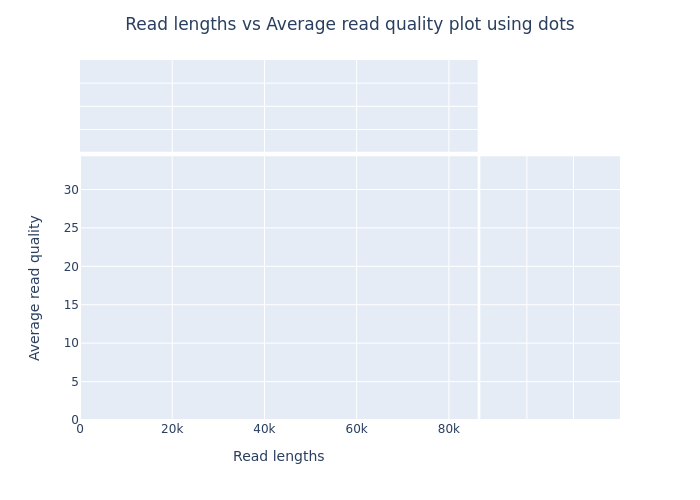 Read lengths vs Average read quality plot using dots
Average read quality
30
25
20
15
10
5
0
0 20k 40k 60k 80k
Read lengths